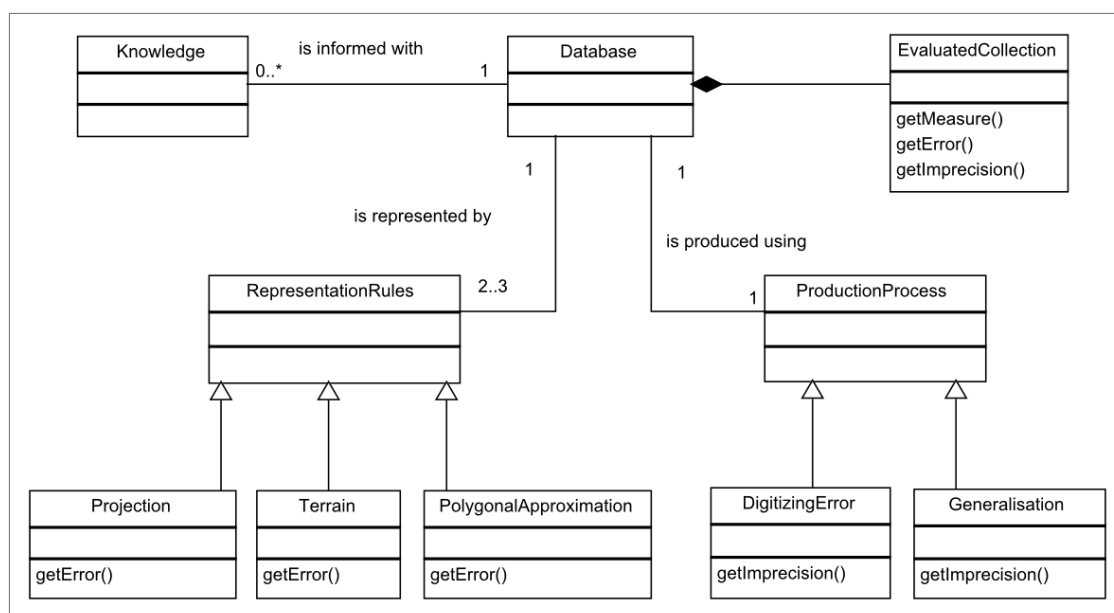 Knowledge
is informed with
0..*
1
Database
EvaluatedCollection
getMeasure()
getError()
getImprecision()
1
1
is represented by
is produced using
RepresentationRules
2..3
1
ProductionProcess
Projection
getError()
Terrain
getError()
PolygonalApproximation
getError()
DigitizingError
getImprecision()
Generalisation
getImprecision()